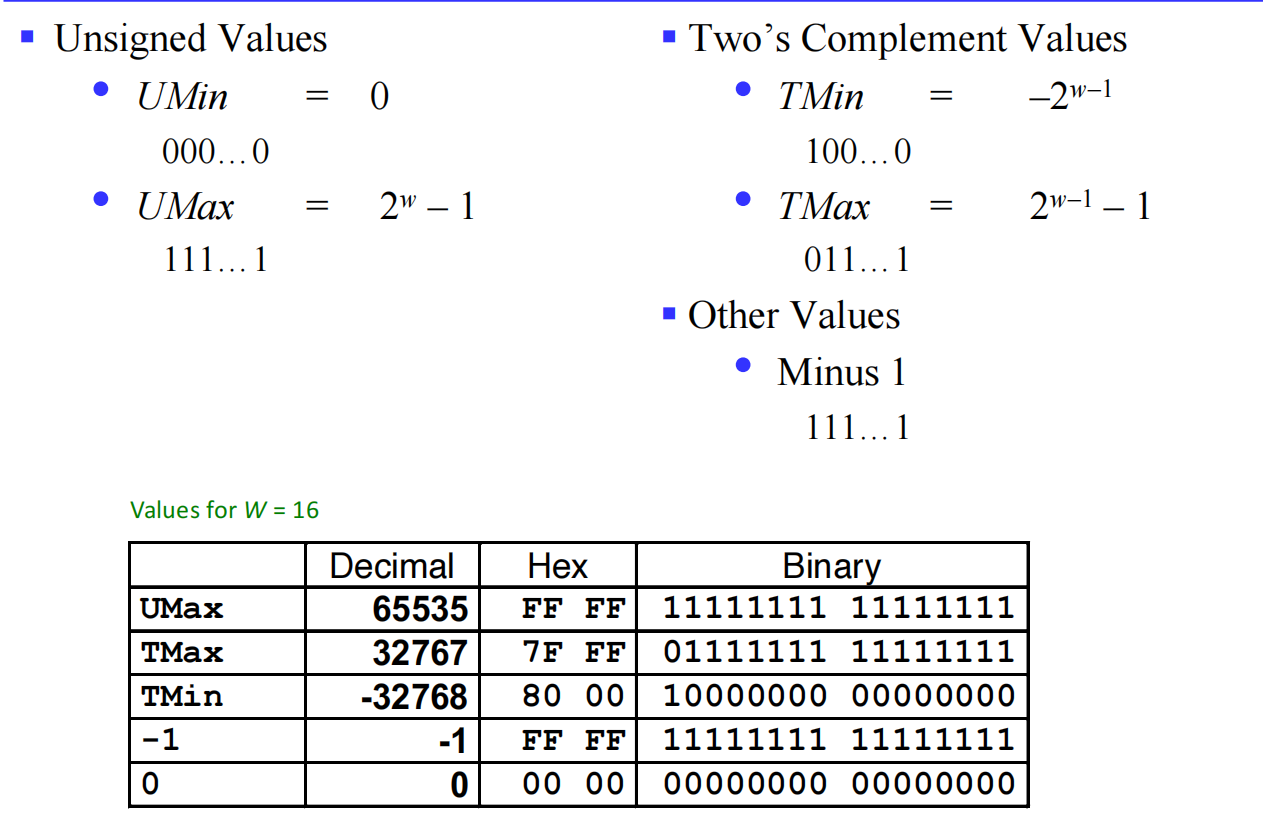 Unsigned Values
UMin = 0
000…0
UMax = 2ʷ – 1
111…1
Two’s Complement Values
TMin = –2ʷ⁻¹
100…0
TMax = 2ʷ⁻¹ – 1
011…1
Other Values
Minus 1
111…1
Values for W = 16
Decimal Hex Binary
UMax 65535 FF FF 11111111 11111111
TMax 32767 7F FF 01111111 11111111
TMin -32768 80 00 10000000 00000000
-1 -1 FF FF 11111111 11111111
0 0 00 00 00000000 00000000